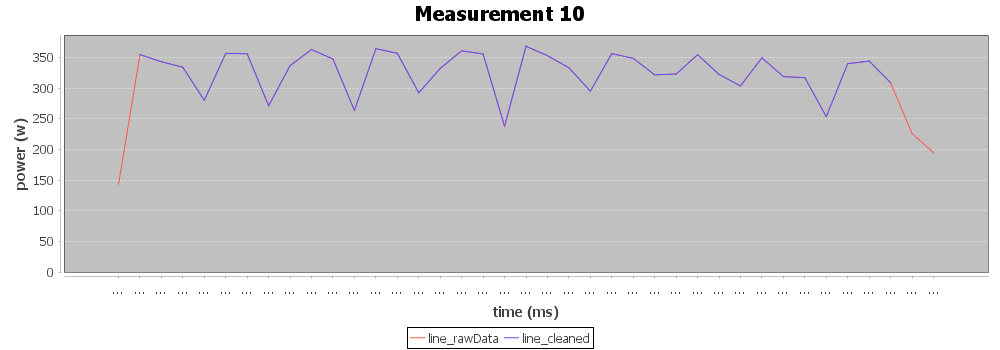 Measurement 10
350
300
250
200
150
100
50
0
power (w)
... ... ... ... ... ... ... ... ... ... ... ... ... ... ... ... ... ... ... ... ... ... ... ... ... ... ... ... ... ... ... ... ... ... ... ... ... ... ...
time (ms)
line_rawData line_cleaned